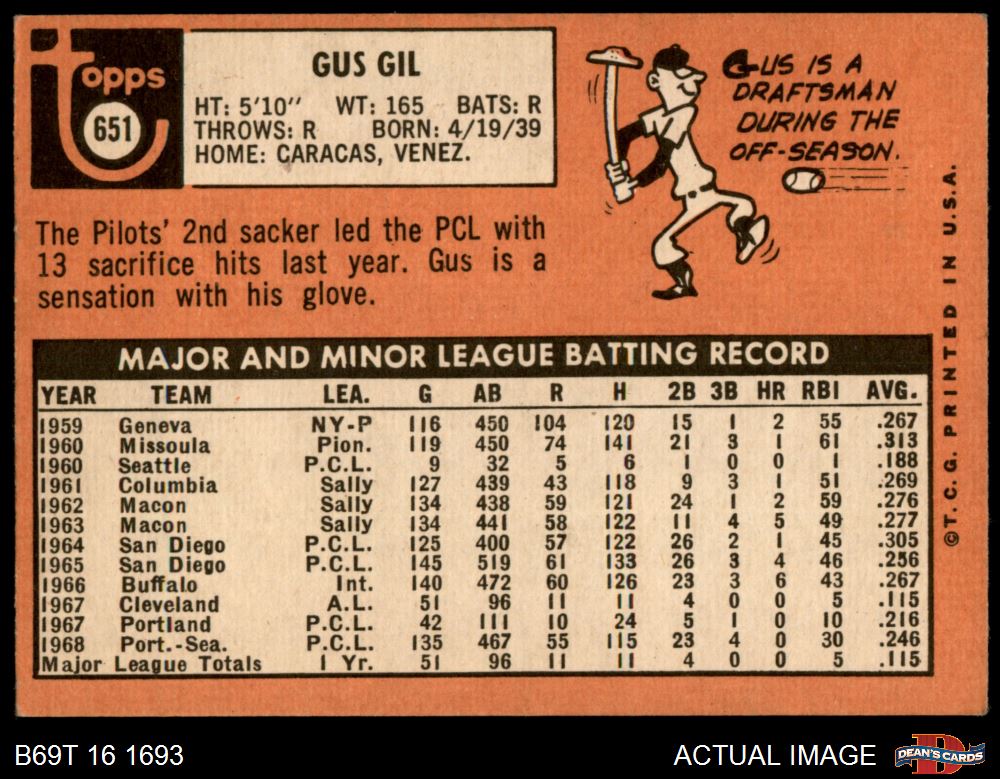 Topps
651
GUS GIL
HT: 5'10" WT: 165 BATS: R
THROWS: R BORN: 4/19/39
HOME: CARACAS, VENEZ.
GUS IS A
DRAFTSMAN
DURING THE
OFF-SEASON.
The Pilots' 2nd sacker led the PCL with
13 sacrifice hits last year. Gus is a
sensation with his glove.
MAJOR AND MINOR LEAGUE BATTING RECORD
YEAR TEAM LEA. G AB R H 2B 3B HR RBI AVG.
1959 Geneva NY-P 116 450 104 120 15 1 2 55 .267
1960 Missoula Pion. 119 450 74 141 21 3 1 61 .313
1960 Seattle P.C.L. 9 32 5 6 1 0 0 1 .188
1961 Columbia Sally 127 439 43 118 9 3 1 51 .269
1962 Macon Sally 134 438 59 121 24 1 2 59 .276
1963 Macon Sally 134 441 58 122 11 4 5 49 .277
1964 San Diego P.C.L. 125 400 57 122 26 2 1 45 .305
1965 San Diego P.C.L. 145 519 61 133 26 3 4 46 .256
1966 Buffalo Int. 140 472 60 126 23 3 6 43 .267
1967 Cleveland A.L. 51 96 11 11 4 0 0 5 .115
1967 Portland P.C.L. 42 111 10 24 5 1 0 10 .216
1968 Port.-Sea. P.C.L. 135 467 55 115 23 4 0 30 .246
Major League Totals 1 Yr. 51 96 11 11 4 0 0 5 .115
©T.C.G. PRINTED IN U.S.A.
B69T 16 1693
ACTUAL IMAGE
DEAN'S CARDS